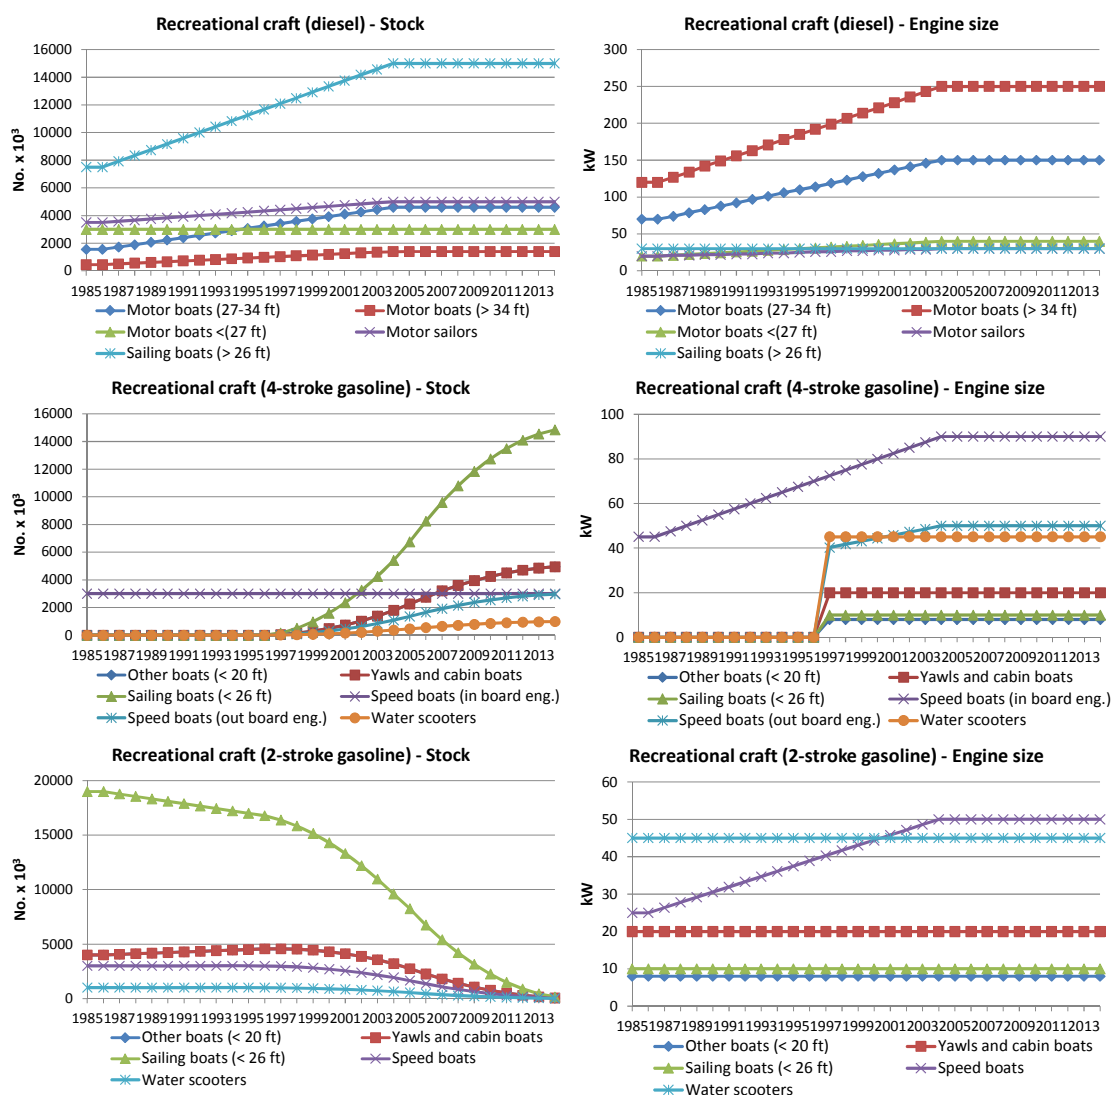 Recreational craft (diesel) - Stock
No. x 10³
16000
14000
12000
10000
8000
6000
4000
2000
0
1985 1987 1989 1991 1993 1995 1997 1999 2001 2003 2005 2007 2009 2011 2013
Motor boats (27-34 ft)
Motor boats (> 34 ft)
Motor boats <(27 ft)
Motor sailors
Sailing boats (> 26 ft)
Recreational craft (diesel) - Engine size
kW
300
250
200
150
100
50
0
1985 1987 1989 1991 1993 1995 1997 1999 2001 2003 2005 2007 2009 2011 2013
Motor boats (27-34 ft)
Motor boats (> 34 ft)
Motor boats <(27 ft)
Motor sailors
Sailing boats (> 26 ft)
Recreational craft (4-stroke gasoline) - Stock
No. x 10³
16000
14000
12000
10000
8000
6000
4000
2000
0
1985 1987 1989 1991 1993 1995 1997 1999 2001 2003 2005 2007 2009 2011 2013
Other boats (< 20 ft)
Yawls and cabin boats
Sailing boats (< 26 ft)
Speed boats (in board eng.)
Speed boats (out board eng.)
Water scooters
Recreational craft (4-stroke gasoline) - Engine size
kW
100
80
60
40
20
0
1985 1987 1989 1991 1993 1995 1997 1999 2001 2003 2005 2007 2009 2011 2013
Other boats (< 20 ft)
Yawls and cabin boats
Sailing boats (< 26 ft)
Speed boats (in board eng.)
Speed boats (out board eng.)
Water scooters
Recreational craft (2-stroke gasoline) - Stock
No. x 10³
20000
15000
10000
5000
0
1985 1987 1989 1991 1993 1995 1997 1999 2001 2003 2005 2007 2009 2011 2013
Other boats (< 20 ft)
Yawls and cabin boats
Sailing boats (< 26 ft)
Speed boats
Water scooters
Recreational craft (2-stroke gasoline) - Engine size
kW
60
50
40
30
20
10
0
1985 1987 1989 1991 1993 1995 1997 1999 2001 2003 2005 2007 2009 2011 2013
Other boats (< 20 ft)
Yawls and cabin boats
Sailing boats (< 26 ft)
Speed boats
Water scooters